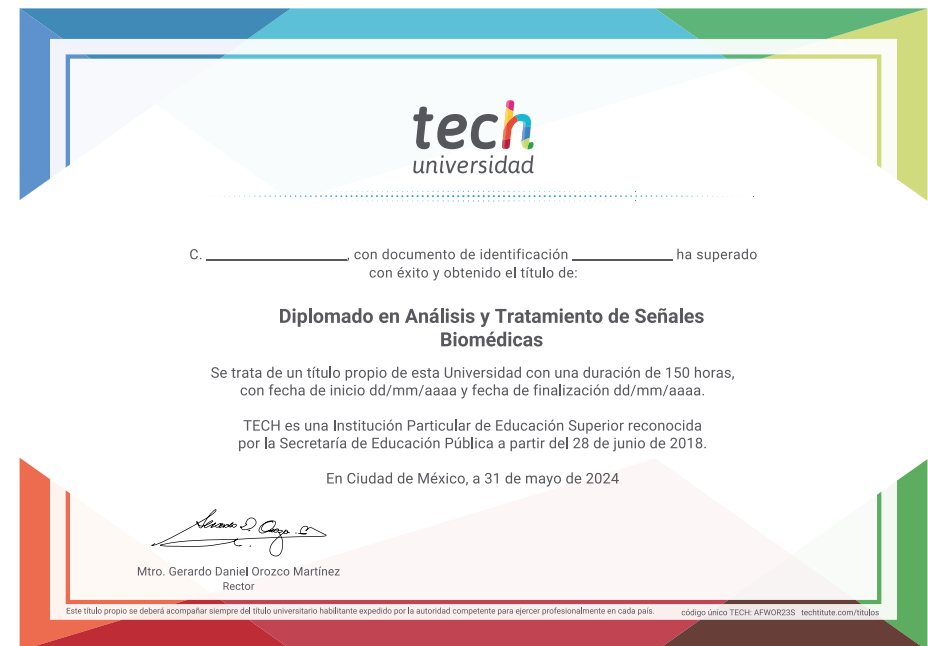 tech
universidad
C. ____________, con documento de identificación ____________ ha superado
con éxito y obtenido el título de:
Diplomado en Análisis y Tratamiento de Señales
Biomédicas
Se trata de un título propio de esta Universidad con una duración de 150 horas,
con fecha de inicio dd/mm/aaaa y fecha de finalización dd/mm/aaaa.
TECH es una Institución Particular de Educación Superior reconocida
por la Secretaría de Educación Pública a partir del 28 de junio de 2018.
En Ciudad de México, a 31 de mayo de 2024
Mtro. Gerardo Daniel Orozco Martínez
Rector
Este título propio se deberá acompañar siempre del título universitario habilitante expedido por la autoridad competente para ejercer profesionalmente en cada país. código único TECH: AFWOR23S techtitute.com/títulos